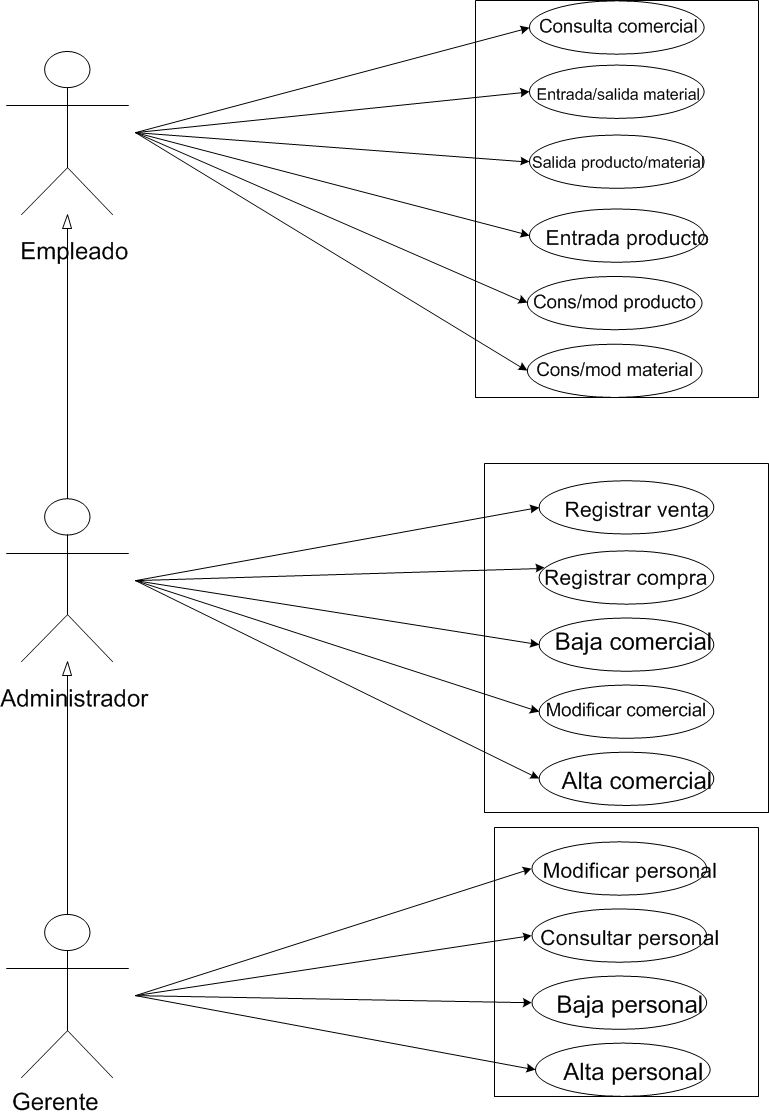 Consulta comercial
Entrada/salida material
Salida producto/material
Entrada producto
Cons/mod producto
Cons/mod material
Empleado
Registrar venta
Registrar compra
Baja comercial
Modificar comercial
Alta comercial
Administrador
Modificar personal
Consultar personal
Baja personal
Alta personal
Gerente